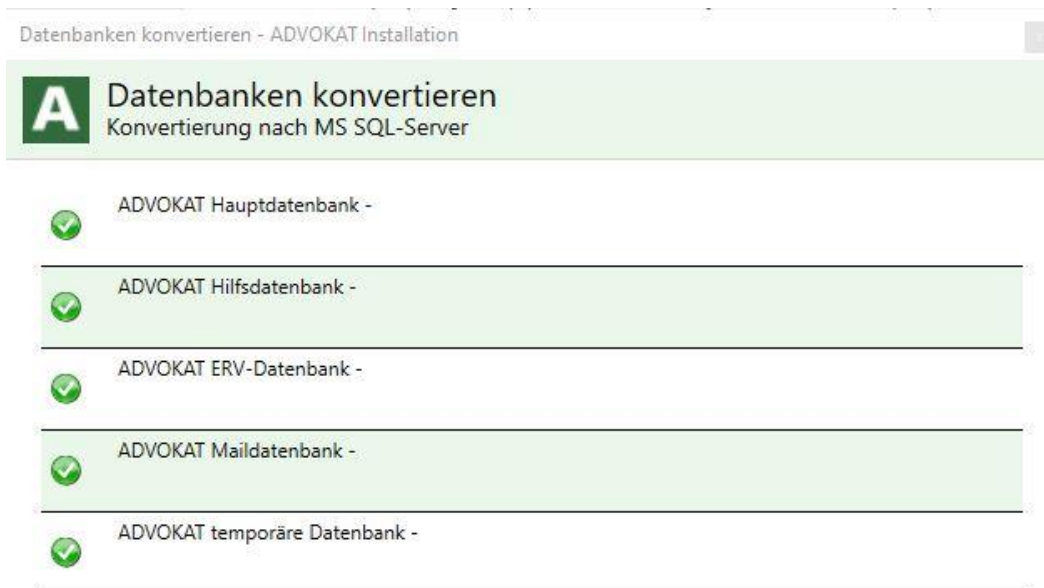 Datenbanken konvertieren - ADVOKAT Installation
A
Datenbanken konvertieren
Konvertierung nach MS SQL-Server
ADVOKAT Hauptdatenbank -
ADVOKAT Hilfsdatenbank -
ADVOKAT ERV-Datenbank -
ADVOKAT Maildatenbank -
ADVOKAT temporäre Datenbank -